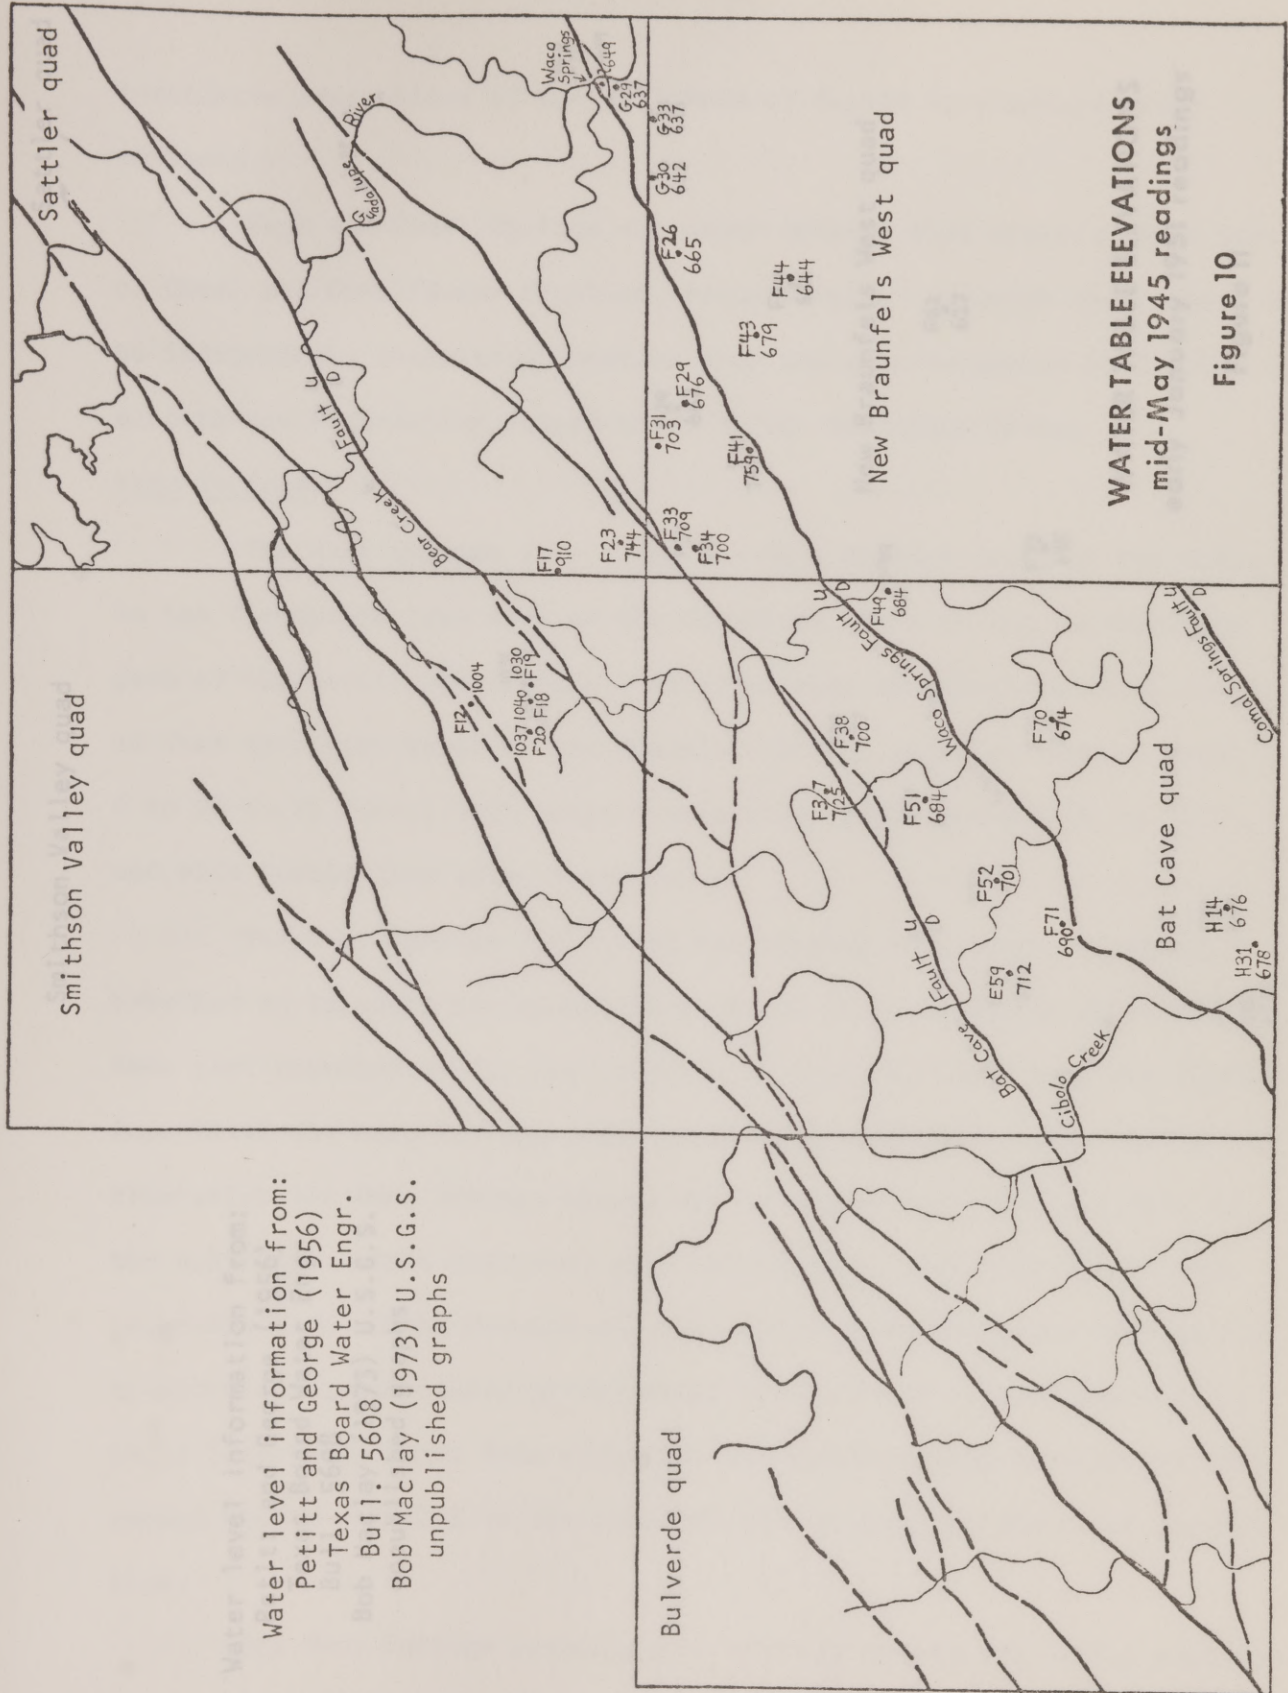 Smithson Valley quad
Sattler quad
Waco
Springs
649
G29
637
G33
637
G30
642
Guadalupe River
F26
665
F44
644
F43
679
F29
676
F31
703
F41
759
F33
709
F34
700
F23
744
F17
910
Bear Creek Fault
U
D
F12 1004
1037 1040 1030
F20 F18 F19
New Braunfels West quad
WATER TABLE ELEVATIONS
mid-May 1945 readings
Figure 10
Water level information from:
Petitt and George (1956)
Texas Board Water Engr.
Bull. 5608
Bob Maclay (1973) U.S.G.S.
unpublished graphs
Bulverde quad
Bat Cave Fault
U
D
Cibolo Creek
E59
712
F52
701
F71
690
F51
684
F37
725
F38
700
Waco Springs Fault
U
D
F49
684
F70
674
Comal Springs Fault
U
D
Bat Cave quad
H14
676
H31
678